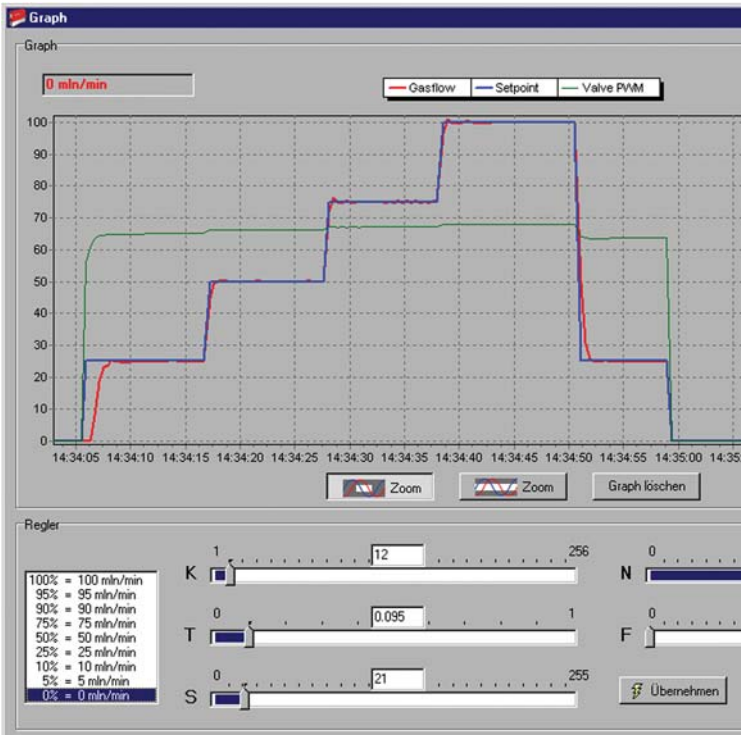 Graph
Graph
0 mln/min
Gasflow Setpoint Valve PWM
100
90
80
70
60
50
40
30
20
10
0
14:34:05 14:34:10 14:34:15 14:34:20 14:34:25 14:34:30 14:34:35 14:34:40 14:34:45 14:34:50 14:34:55 14:35:00 14:35:
Zoom Zoom Graph löschen
Regler
100% = 100 mln/min
95% = 95 mln/min
90% = 90 mln/min
75% = 75 mln/min
50% = 50 mln/min
25% = 25 mln/min
10% = 10 mln/min
5% = 5 mln/min
0% = 0 mln/min
1 12 256
K
0 0.095 1
T
0 21 255
S
0
N
0
F
Übernehmen